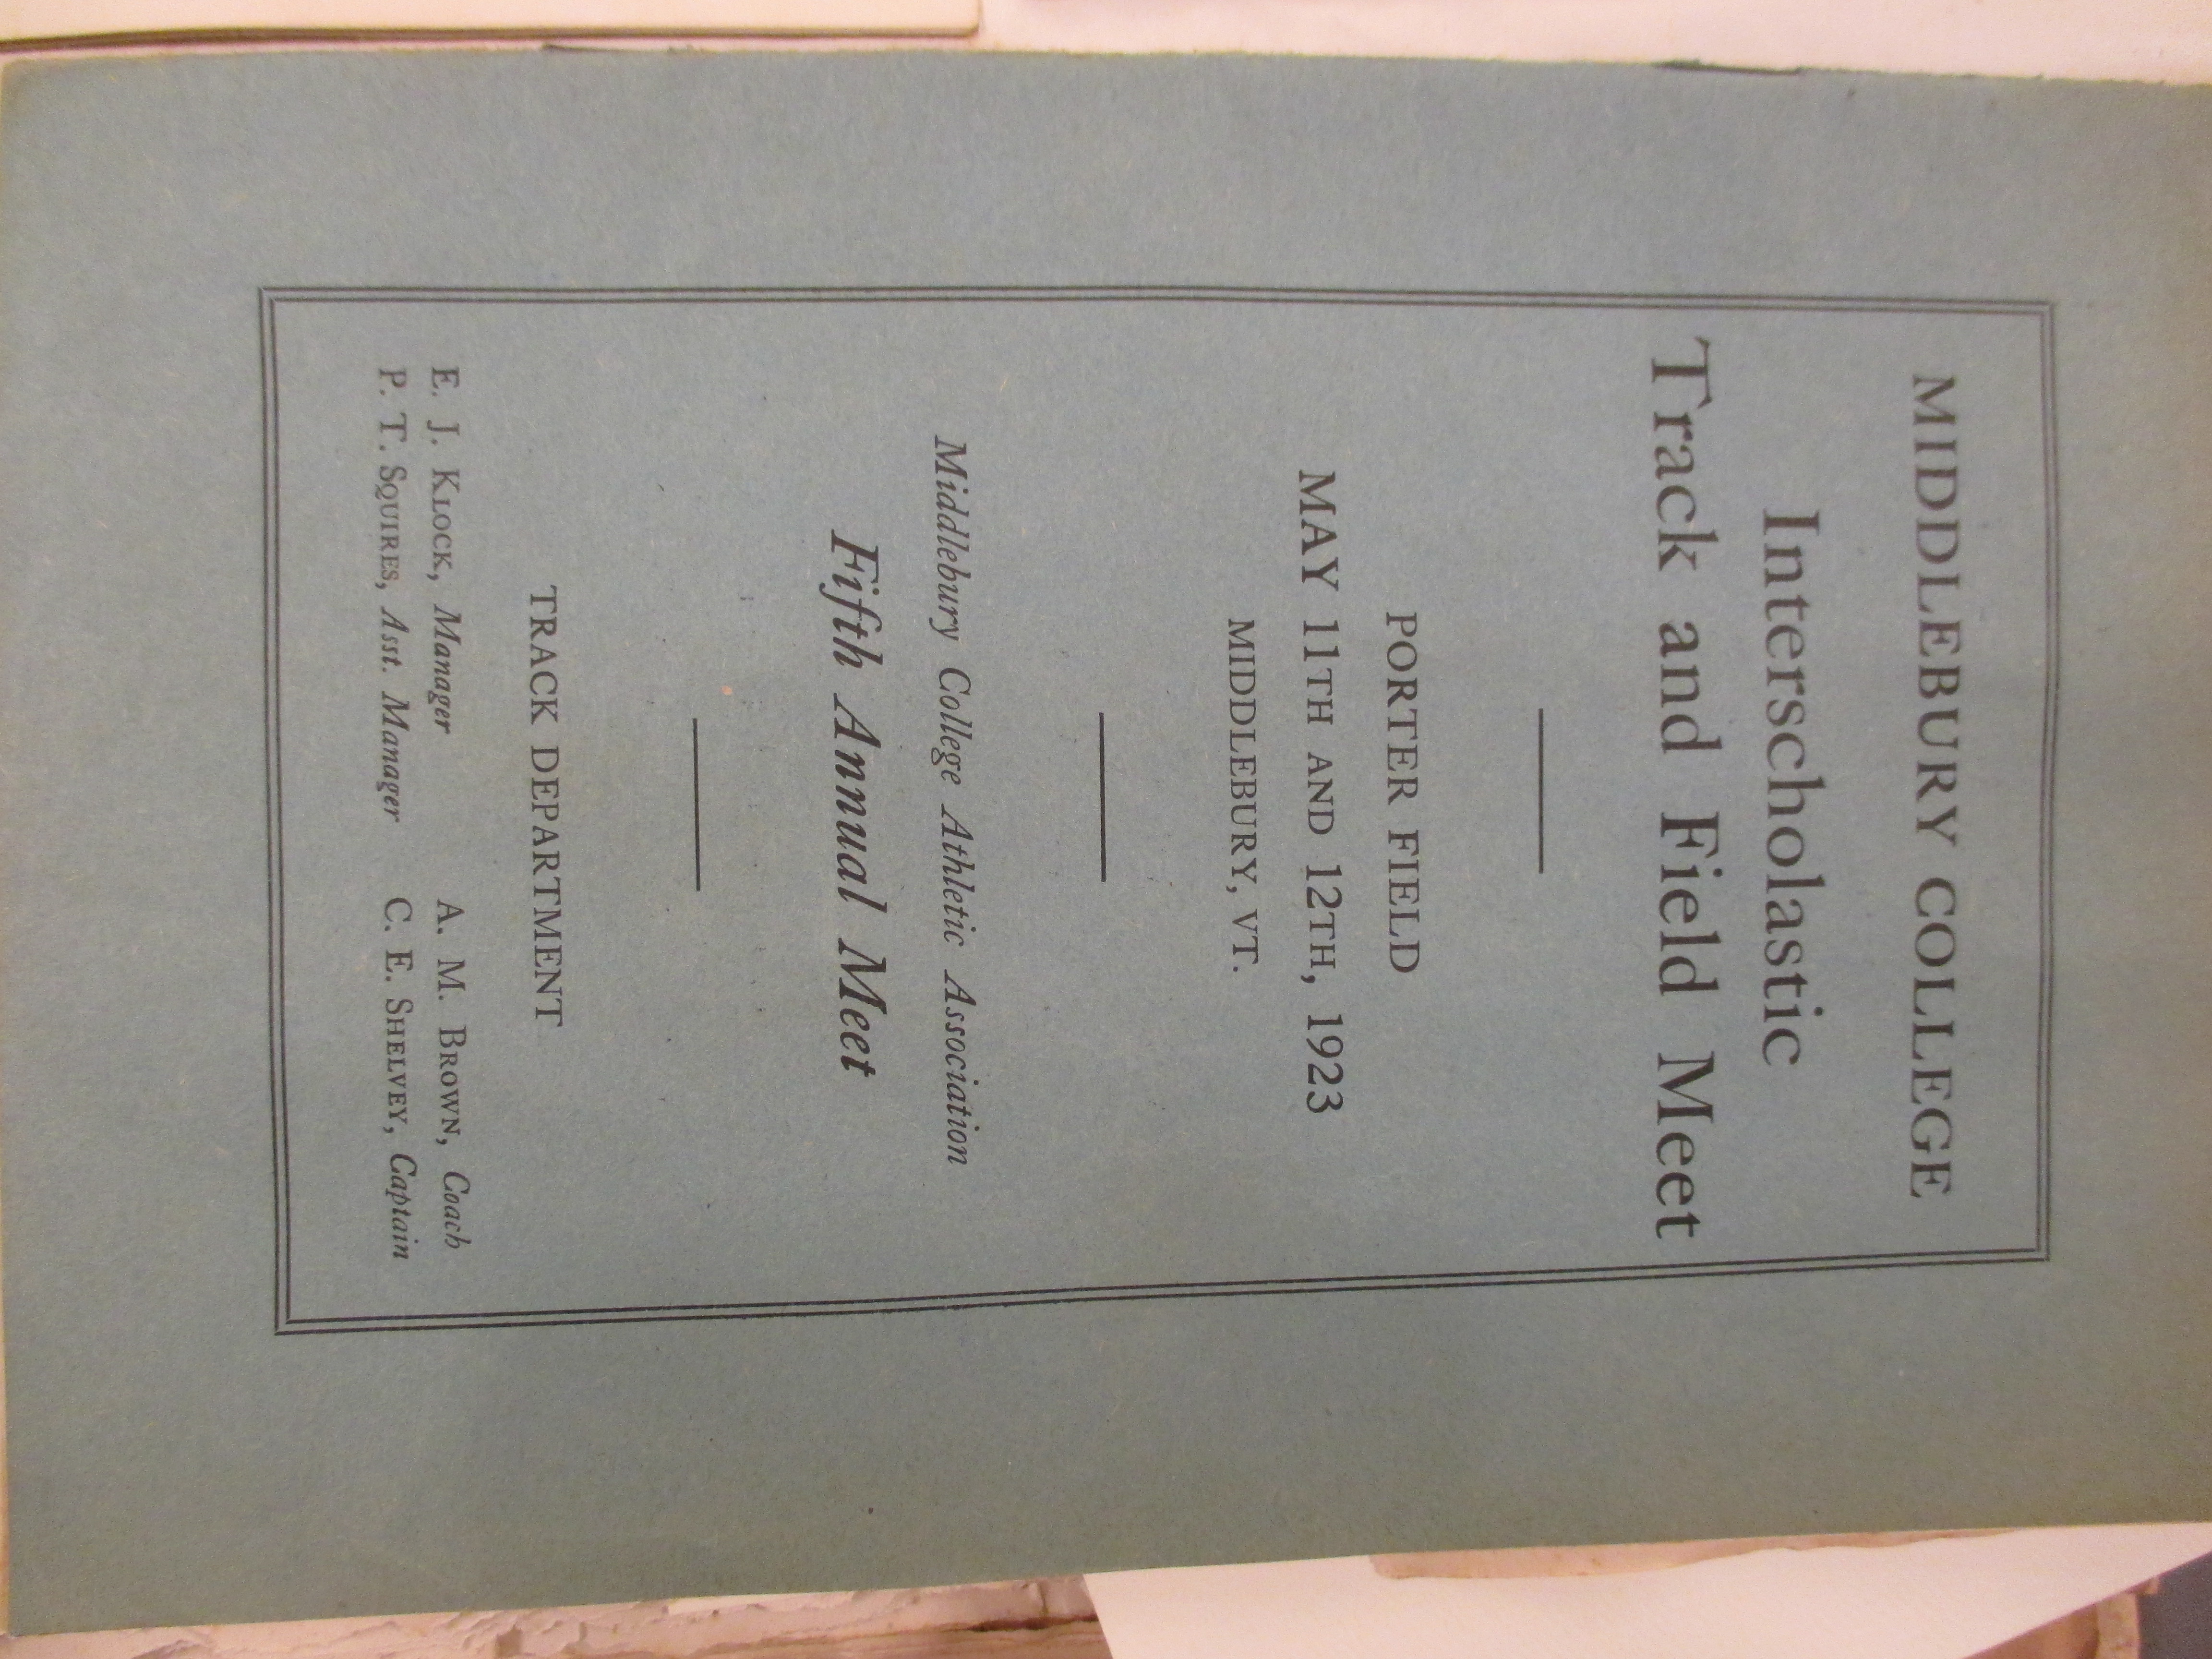 MIDDLEBURY COLLEGE
Interscholastic
Track and Field Meet
PORTER FIELD
MAY 11TH AND 12TH, 1923
MIDDLEBURY, VT.
Middlebury College Athletic Association
Fifth Annual Meet
TRACK DEPARTMENT
E. J. KLOCK, Manager A. M. BROWN, Coach
P. T. SQUIRES, Asst. Manager C. E. SHELVEY, Captain